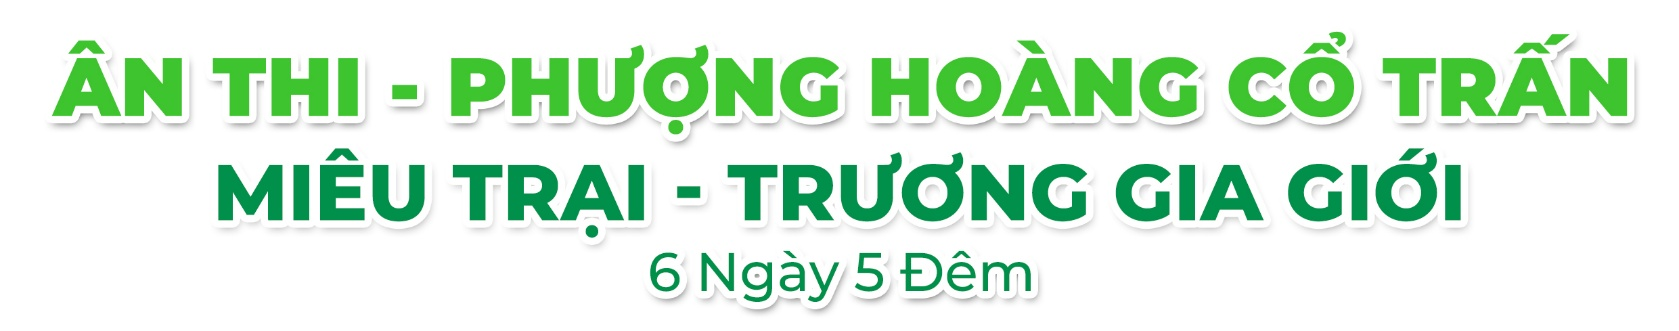 ÂN THI - PHƯỢNG HOÀNG CỔ TRẤN
MIÊU TRẠI - TRƯƠNG GIA GIỚI
6 Ngày 5 Đêm